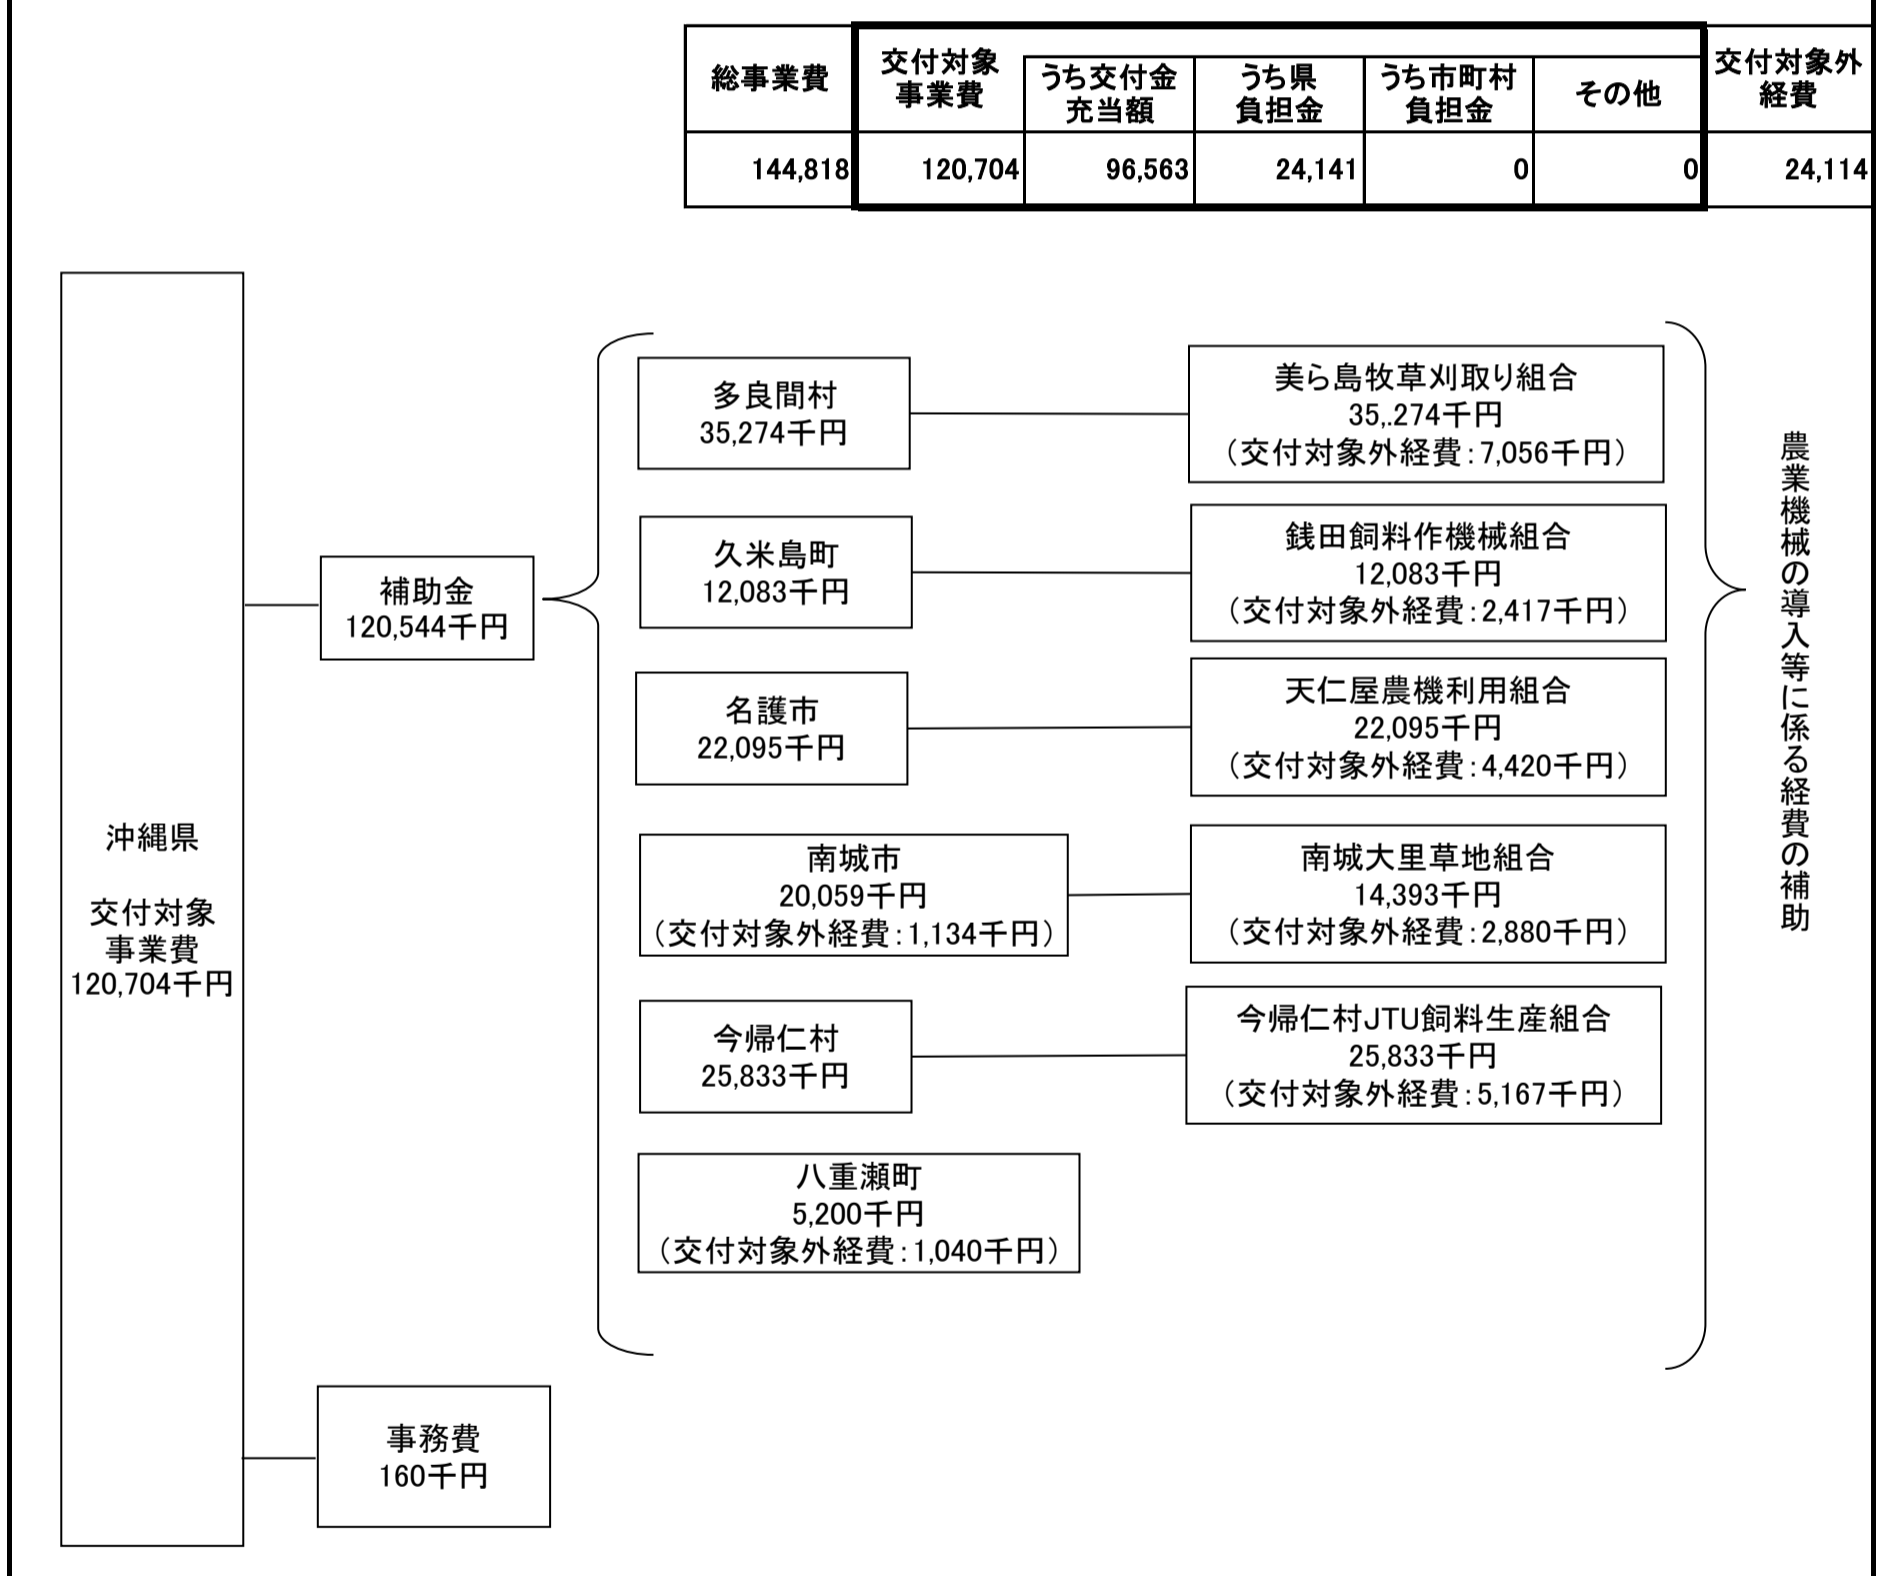 総事業費
交付対象
事業費
うち交付金
充当額
うち県
負担金
うち市町村
負担金
その他
交付対象外
経費
144,818
120,704
96,563
24,141
0
0
24,114
沖縄県
交付対象
事業費
120,704千円
補助金
120,544千円
多良間村
35,274千円
美ら島牧草刈取り組合
35,.274千円
（交付対象外経費：7,056千円）
久米島町
12,083千円
銭田飼料作機械組合
12,083千円
（交付対象外経費：2,417千円）
名護市
22,095千円
天仁屋農機利用組合
22,095千円
（交付対象外経費：4,420千円）
南城市
20,059千円
（交付対象外経費：1,134千円）
南城大里草地組合
14,393千円
（交付対象外経費：2,880千円）
今帰仁村
25,833千円
今帰仁村JTU飼料生産組合
25,833千円
（交付対象外経費：5,167千円）
八重瀬町
5,200千円
（交付対象外経費：1,040千円）
農業機械の導入等に係る経費の補助
事務費
160千円